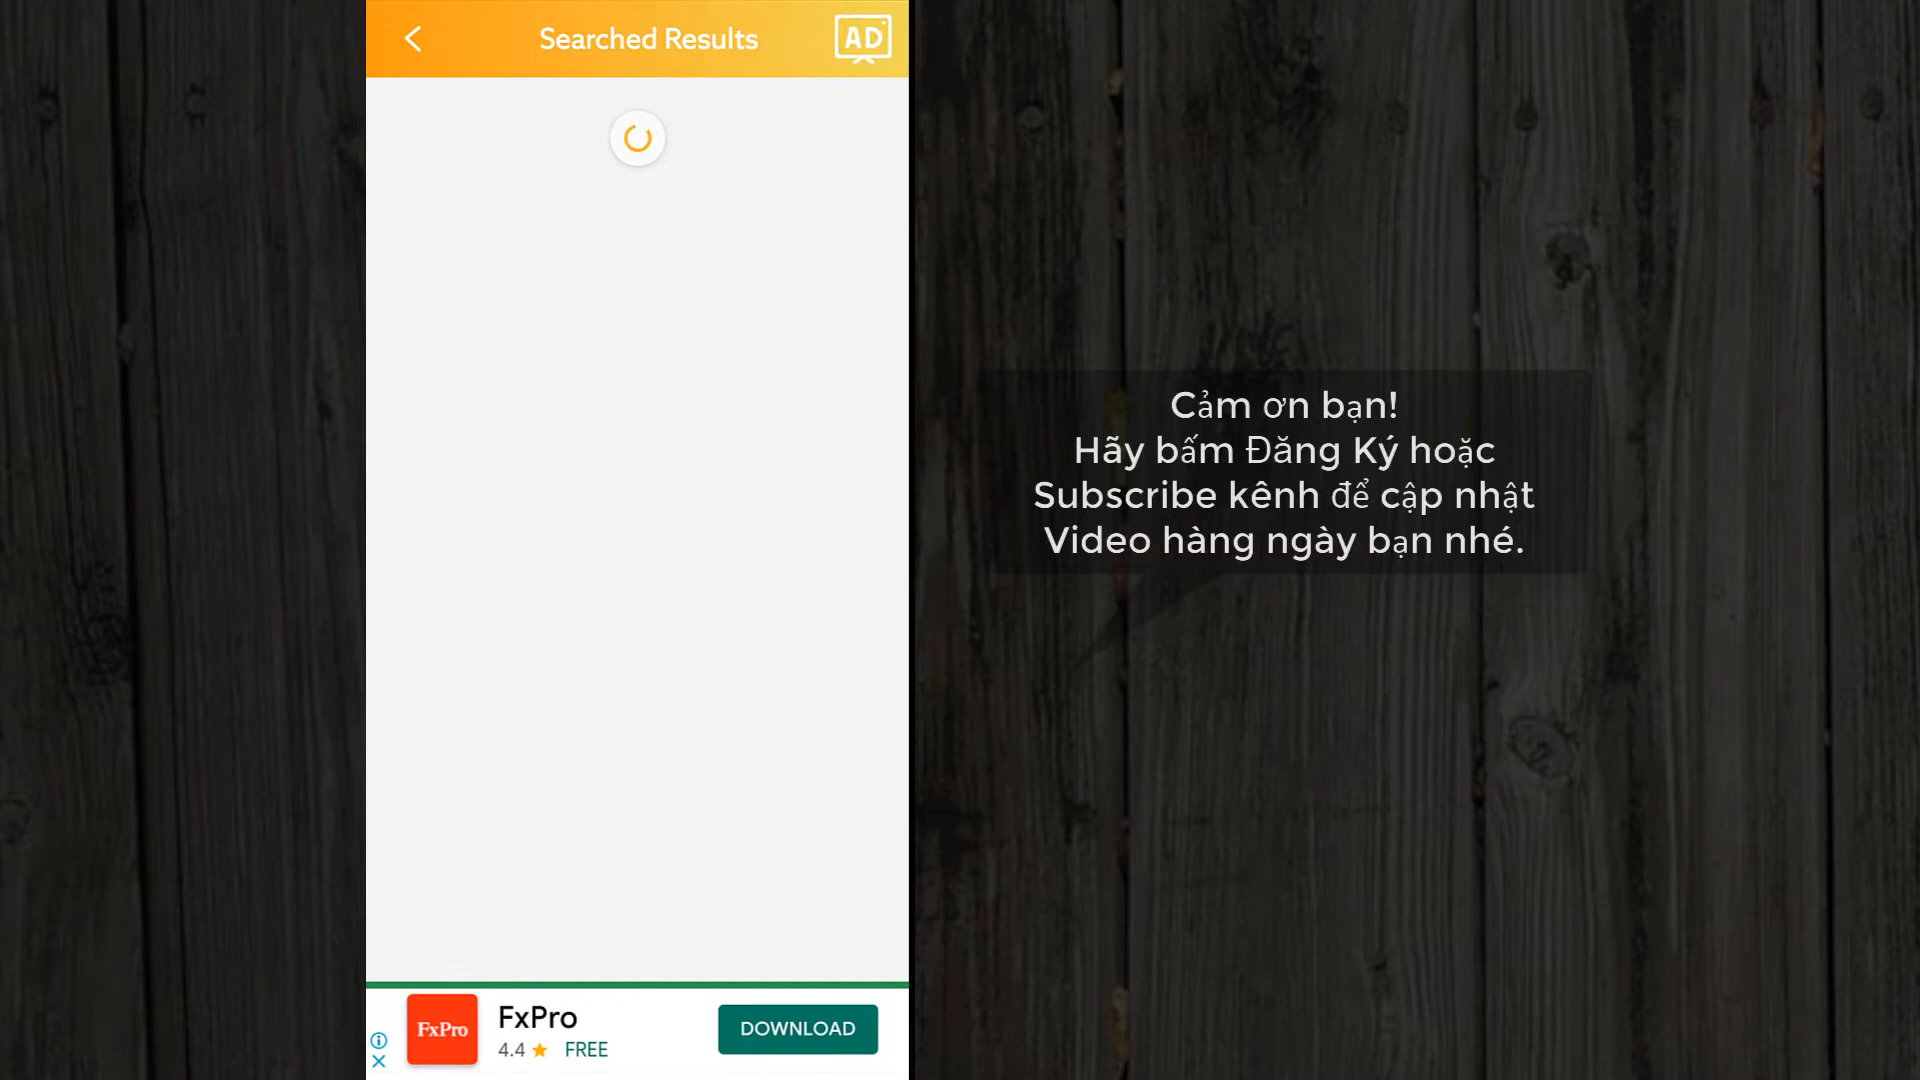 Searched Results
AD
Cảm ơn bạn!
Hãy bấm Đăng Ký hoặc
Subscribe kênh để cập nhật
Video hàng ngày bạn nhé.
FxPro
FxPro
4.4 ★ FREE
DOWNLOAD